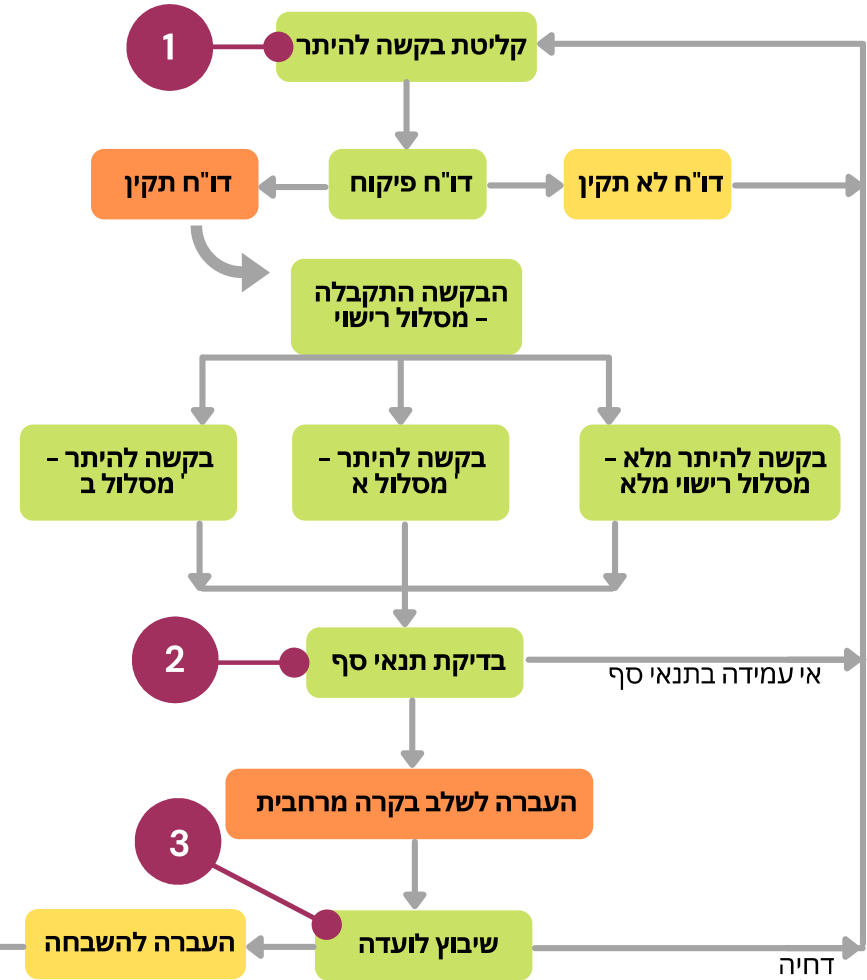 1
קליטת בקשה להיתר
דו"ח תקין
דו"ח פיקוח
דו"ח לא תקין
הבקשה התקבלה
– מסלול רישוי
בקשה להיתר מלא –
מסלול רישוי מלא
בקשה להיתר –
מסלול א'
בקשה להיתר –
מסלול ב'
2
בדיקת תנאי סף
אי עמידה בתנאי סף
העברה לשלב בקרה מרחבית
3
שיבוץ לועדה
העברה להשבחה
דחיה